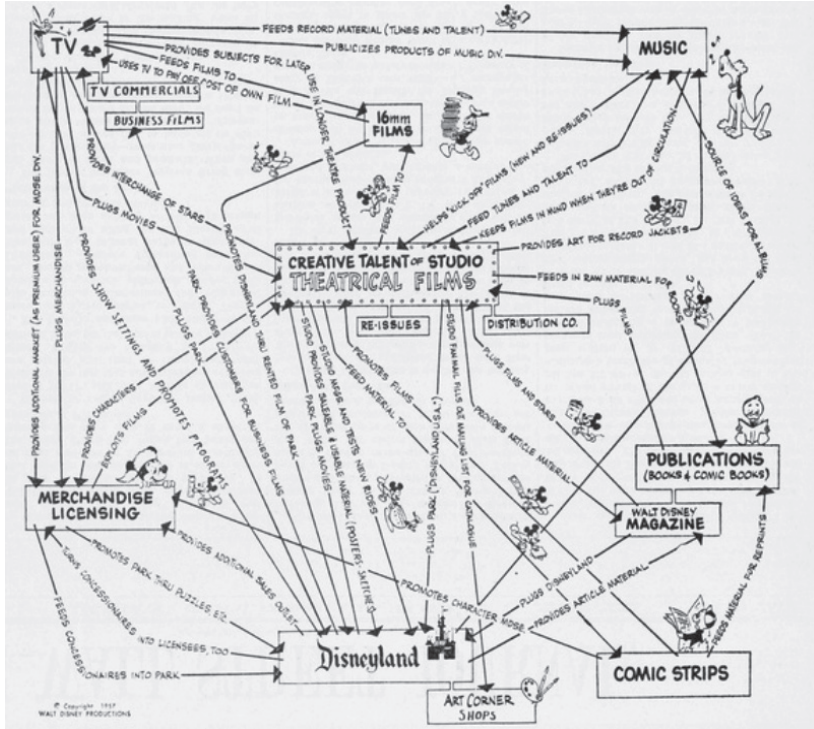 TV
FEEDS RECORD MATERIAL (TUNES AND TALENT)
PUBLICIZES PRODUCTS OF MUSIC DIV.
PROVIDES SUBJECTS FOR LATER USE IN LONGER, THEATRE PRODUCT
FEEDS FILMS TO
USES TV TO PAY OFF COST OF OWN FILM
MUSIC
TV COMMERCIALS
BUSINESS FILMS
16mm
FILMS
PROVIDES INTERCHANGE OF STARS
PLUGS MOVIES
FEEDS FILM TO
HELPS "KICK OFF" FILMS (NEW AND RE-ISSUES)
FEED TUNES AND TALENT TO
KEEPS FILMS IN MIND WHEN THEY'RE OUT OF CIRCULATION
PROVIDES ART FOR RECORD JACKETS
SOURCE OF IDEAS FOR ALBUMS
CREATIVE TALENT OF STUDIO
THEATRICAL FILMS
RE-ISSUES
DISTRIBUTION CO.
FEEDS IN RAW MATERIAL FOR BOOKS
PLUGS FILMS
PROVIDES ADDITIONAL MARKET (AS PREMIUM USER) FOR MDSE. DIV.
PLUGS MERCHANDISE
PROVIDES SHOW SETTINGS AND PROMOTES PROGRAMS
PLUGS PARK
PARK PROVIDES CUSTOMERS FOR BUSINESS FILMS
PROMOTES DISNEYLAND THRU RENTED FILM OF PARK
PROVIDES CHARACTERS
EXPLOITS FILMS
PARK PLUGS MOVIES
STUDIO PROVIDES SALEABLE & USABLE MATERIAL (POSTERS-SKETCHES)
STUDIO MDSE AND TESTS NEW RIDES
FEED MATERIAL TO
PROMOTES FILMS
PLUGS PARK ("DISNEYLAND U.S.A.")
STUDIO FAN MAIL FILLS OUT MAILING LIST FOR CATALOGUE
PLUGS FILMS AND STARS
PROVIDES ARTICLE MATERIAL
PUBLICATIONS
(BOOKS & COMIC BOOKS)
WALT DISNEY
MAGAZINE
MERCHANDISE
LICENSING
PROVIDES ADDITIONAL SALES OUTLET
PROMOTES PARK THRU PUZZLES, ETC.
TURNS CONCESSIONAIRES INTO LICENSEES, TOO
FEEDS CONCESSIONAIRES INTO PARK
PROMOTES CHARACTER MDSE.
PLUGS DISNEYLAND
PROVIDES ARTICLE MATERIAL
FEEDS MATERIAL FOR REPRINTS
Disneyland
ART CORNER
SHOPS
COMIC STRIPS
© Copyright 1957
WALT DISNEY PRODUCTIONS